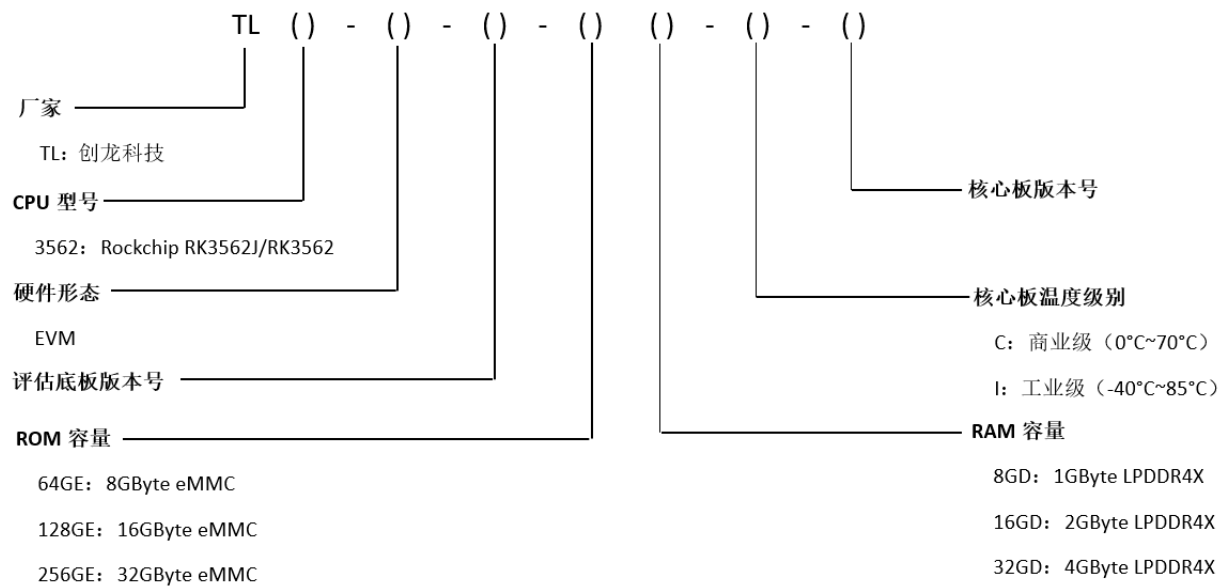 TL ( ) - ( ) - ( ) - ( ) ( ) - ( ) - ( )
厂家
TL：创龙科技
CPU 型号
3562：Rockchip RK3562J/RK3562
硬件形态
EVM
评估底板版本号
ROM 容量
64GE：8GByte eMMC
128GE：16GByte eMMC
256GE：32GByte eMMC
核心板版本号
核心板温度级别
C：商业级（0°C~70°C）
I：工业级（-40°C~85°C）
RAM 容量
8GD：1GByte LPDDR4X
16GD：2GByte LPDDR4X
32GD：4GByte LPDDR4X